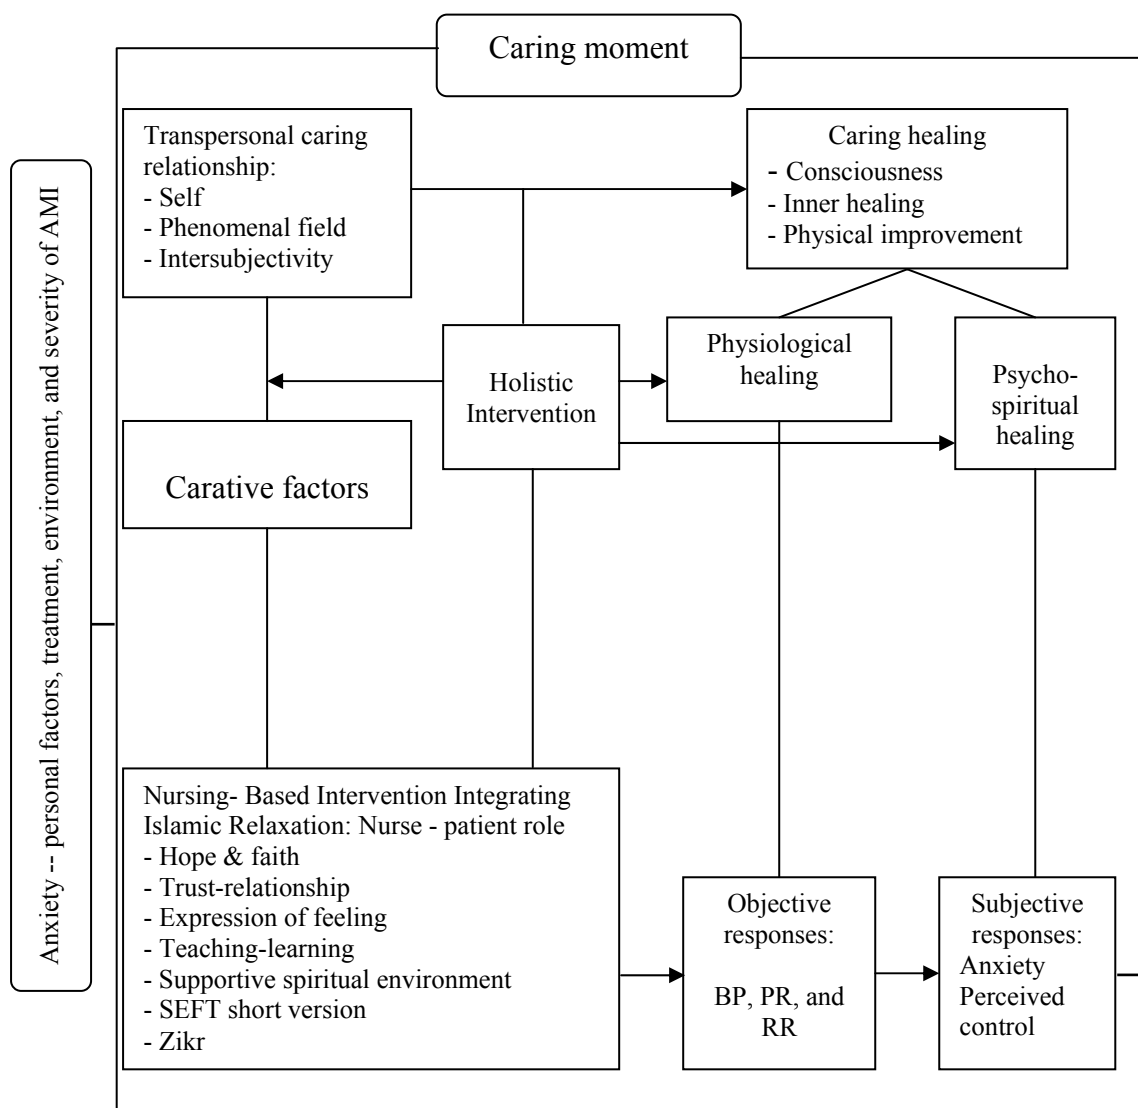 Caring moment
Anxiety -- personal factors, treatment, environment, and severity of AMI
Transpersonal caring
relationship:
- Self
- Phenomenal field
- Intersubjectivity
Caring healing
- Consciousness
- Inner healing
- Physical improvement
Holistic
Intervention
Physiological
healing
Psycho-
spiritual
healing
Carative factors
Nursing- Based Intervention Integrating
Islamic Relaxation: Nurse - patient role
- Hope & faith
- Trust-relationship
- Expression of feeling
- Teaching-learning
- Supportive spiritual environment
- SEFT short version
- Zikr
Objective
responses:
BP, PR, and
RR
Subjective
responses:
Anxiety
Perceived
control